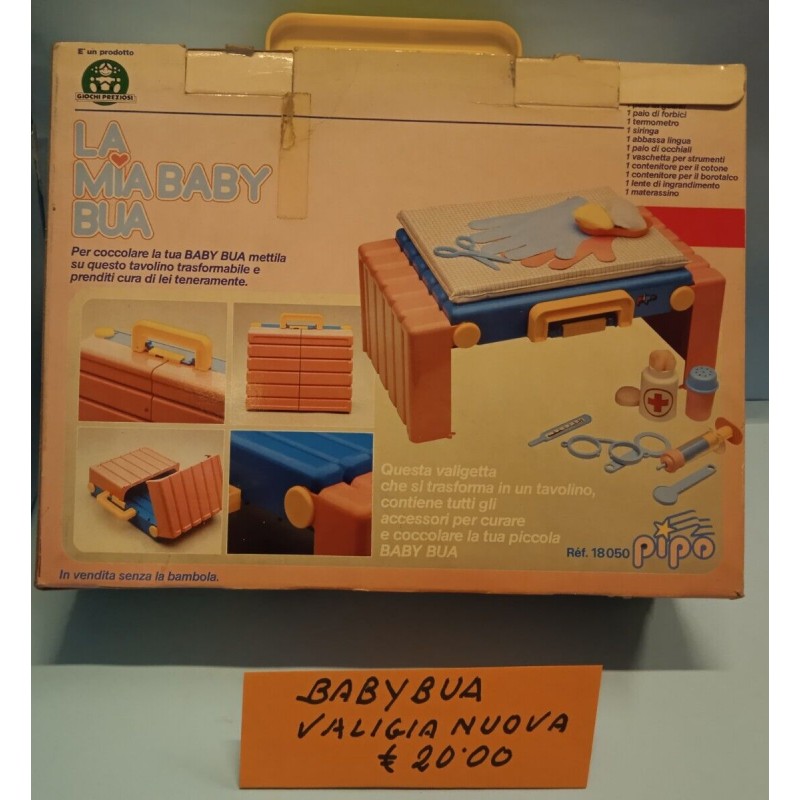 E' un prodotto
GIOCHI PREZIOSI
LA
MIA BABY
BUA
Per coccolare la tua BABY BUA mettila
su questo tavolino trasformabile e
prenditi cura di lei teneramente.
1 paio di forbici
1 termometro
1 siringa
1 abbassa lingua
1 paio di occhiali
1 vaschetta per strumenti
1 contenitore per il cotone
1 contenitore per il borotalco
1 lente di ingrandimento
1 materassino
Questa valigetta
che si trasforma in un tavolino,
contiene tutti gli
accessori per curare
e coccolare la tua piccola
BABY BUA
Réf. 18050
pipo
In vendita senza la bambola.
BABY BUA
VALIGIA NUOVA
€ 20.00